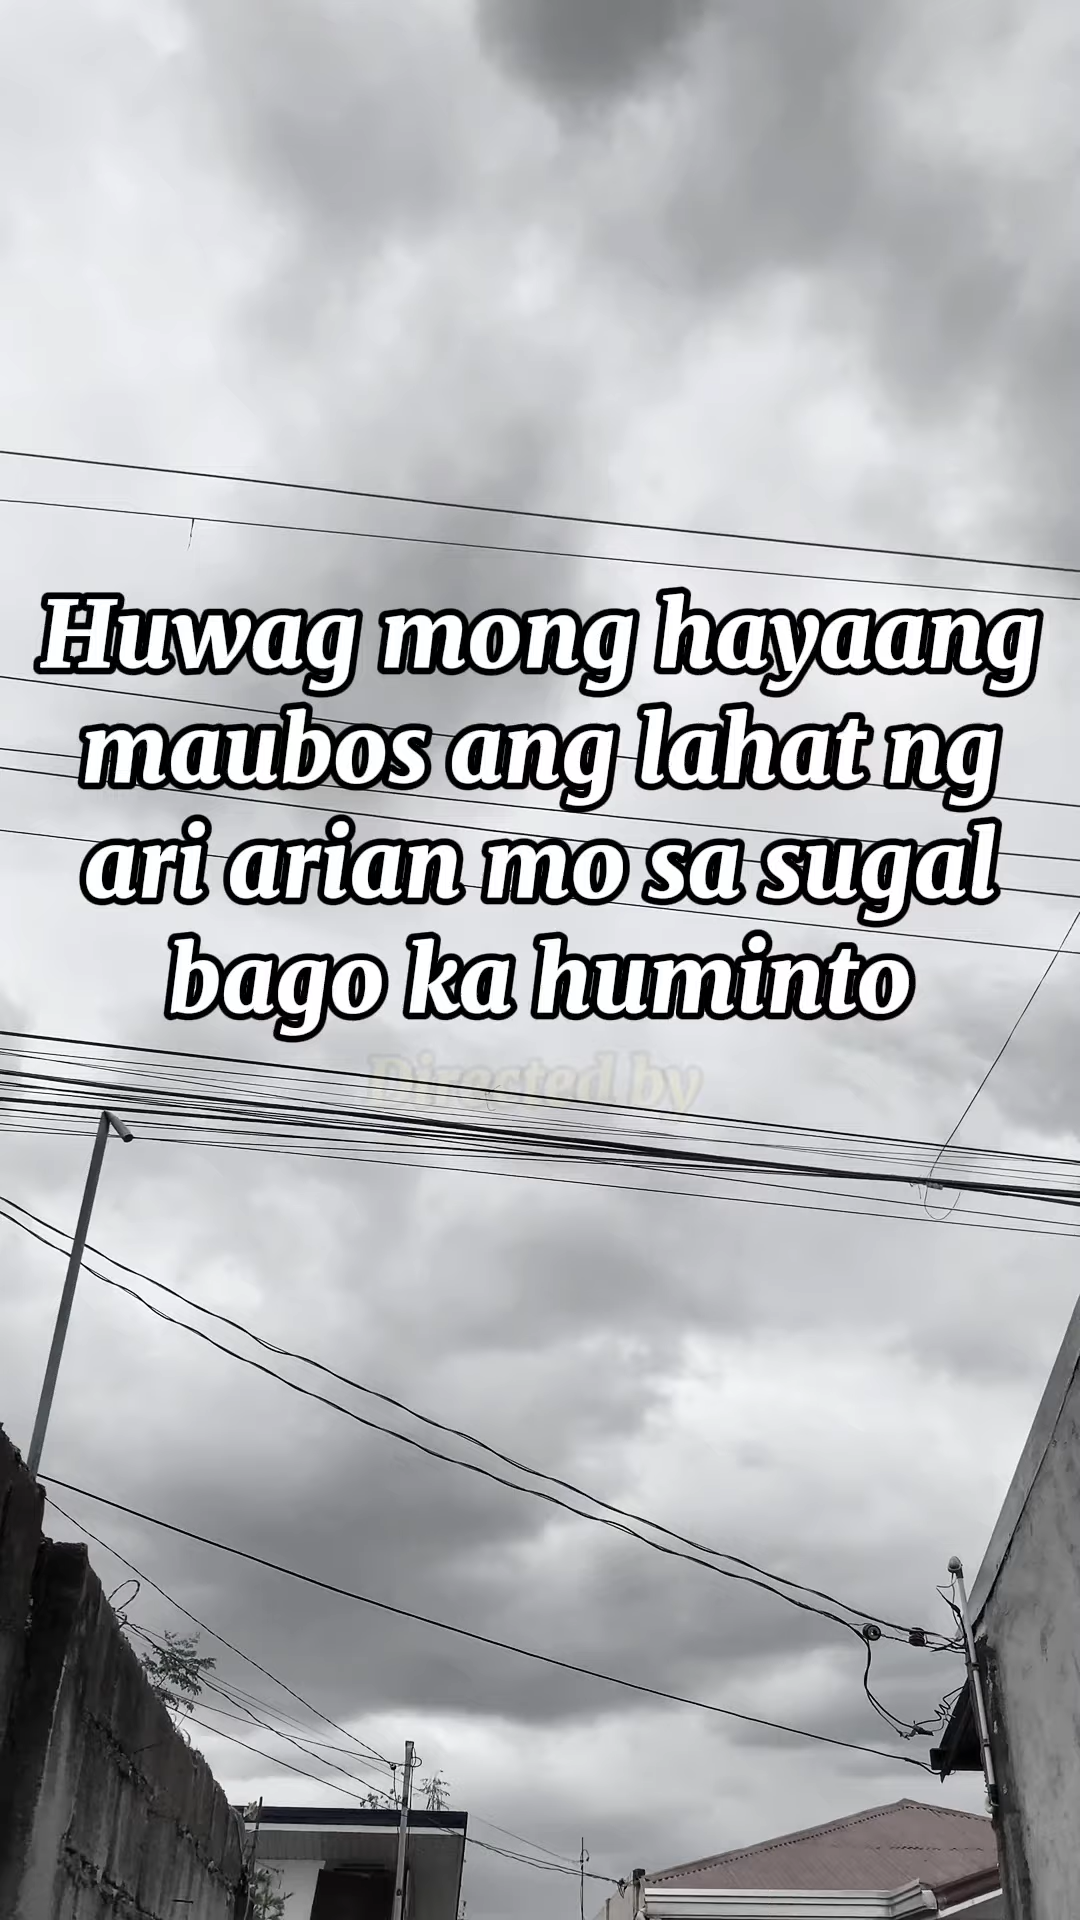 Huwag mong hayaang
maubos ang lahat ng
ari arian mo sa sugal
bago ka huminto
Directed by